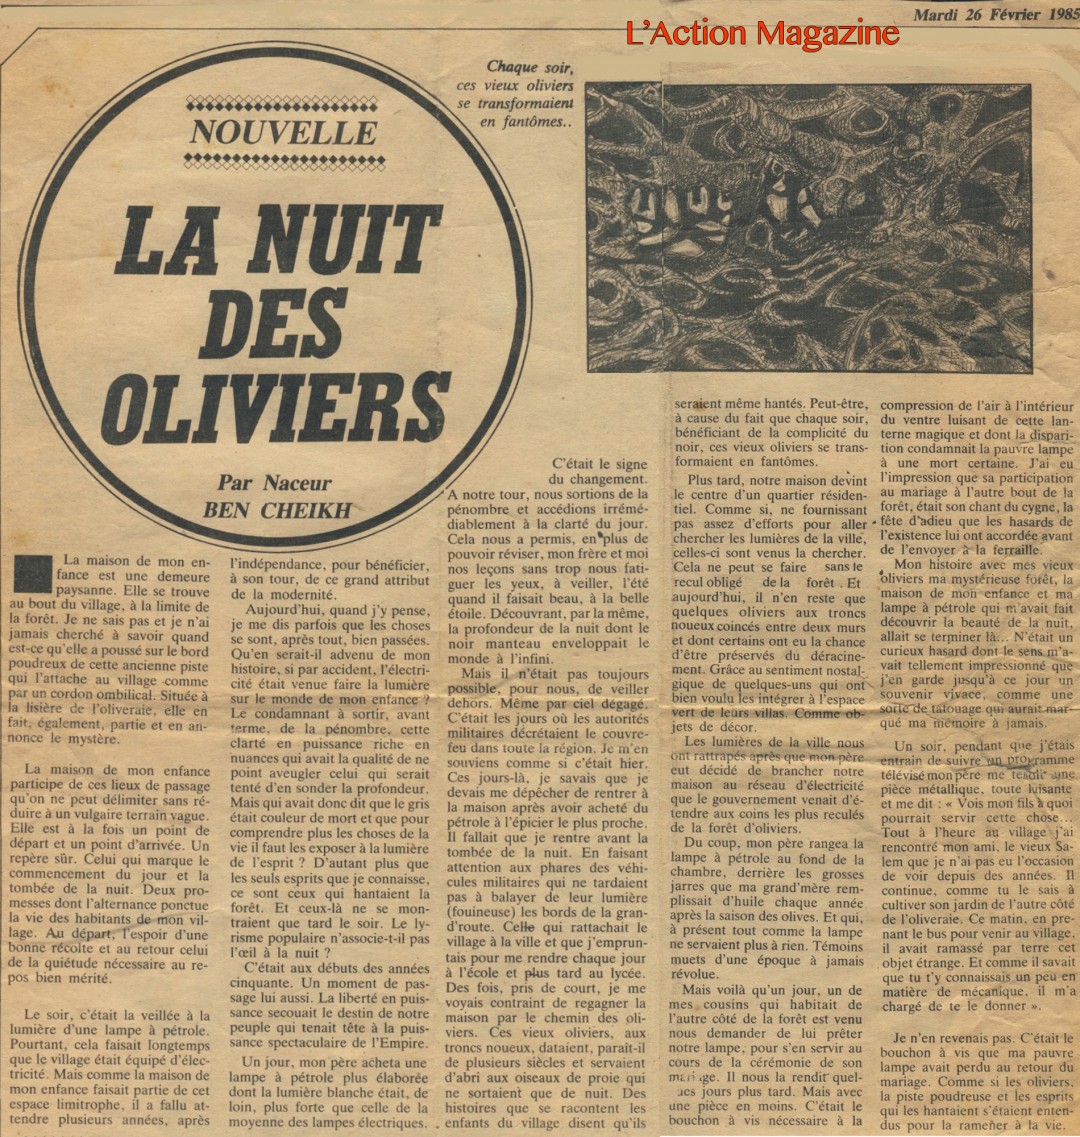 Mardi 26 Février 1985
L'Action Magazine
Chaque soir,
ces vieux oliviers
se transformaient
en fantômes..
NOUVELLE
LA NUIT
DES
OLIVIERS
Par Naceur
BEN CHEIKH
La maison de mon en-
fance est une demeure
paysanne. Elle se trouve
au bout du village, à la limite de
la forêt. Je ne sais pas et je n'ai
jamais cherché à savoir quand
est-ce qu'elle a poussé sur le bord
poudreux de cette ancienne piste
qui l'attache au village comme
par un cordon ombilical. Située à
la lisière de l'oliveraie, elle en
fait, également, partie et en an-
nonce le mystère.
La maison de mon enfance
participe de ces lieux de passage
qu'on ne peut délimiter sans ré-
duire à un vulgaire terrain vague.
Elle est à la fois un point de
départ et un point d'arrivée. Un
repère sûr. Celui qui marque le
commencement du jour et la
tombée de la nuit. Deux pro-
messes dont l'alternance ponctue
la vie des habitants de mon vil-
lage. Au départ, l'espoir d'une
bonne récolte et au retour celui
de la quiétude nécessaire au re-
pos bien mérité.
Le soir, c'était la veillée à la
lumière d'une lampe à pétrole.
Pourtant, cela faisait longtemps
que le village était équipé d'élec-
tricité. Mais comme la maison de
mon enfance faisait partie de cet
espace limitrophe, il a fallu at-
tendre plusieurs années, après
l'indépendance, pour bénéficier,
à son tour, de ce grand attribut
de la modernité.
Aujourd'hui, quand j'y pense,
je me dis parfois que les choses
se sont, après tout, bien passées.
Qu'en serait-il advenu de mon
histoire, si par accident, l'électri-
cité était venue faire la lumière
sur le monde de mon enfance ?
Le condamnant à sortir, avant
terme, de la pénombre, cette
clarté en puissance riche en
nuances qui avait la qualité de ne
point aveugler celui qui serait
tenté d'en sonder la profondeur.
Mais qui avait donc dit que le gris
était couleur de mort et que pour
comprendre plus les choses de la
vie il faut les exposer à la lumière
de l'esprit ? D'autant plus que
les seuls esprits que je connaisse,
ce sont ceux qui hantaient la
forêt. Et ceux-là ne se mon-
traient que tard le soir. Le ly-
risme populaire n'associe-t-il pas
l'œil à la nuit ?
C'était aux débuts des années
cinquante. Un moment de pas-
sage lui aussi. La liberté en puis-
sance secouait le destin de notre
peuple qui tenait tête à la puis-
sance spectaculaire de l'Empire.
Un jour, mon père acheta une
lampe à pétrole plus élaborée
dont la lumière blanche était, de
loin, plus forte que celle de la
moyenne des lampes électriques.
C'était le signe
du changement.
A notre tour, nous sortions de la
pénombre et accédions irrémé-
diablement à la clarté du jour.
Cela nous a permis, en plus de
pouvoir réviser, mon frère et moi
nos leçons sans trop nous fati-
guer les yeux, à veiller, l'été
quand il faisait beau, à la belle
étoile. Découvrant, par la même,
la profondeur de la nuit dont le
noir manteau enveloppait le
monde à l'infini.
Mais il n'était pas toujours
possible, pour nous, de veiller
dehors. Même par ciel dégagé.
C'était les jours où les autorités
militaires décrétaient le couvre-
feu dans toute la région. Je m'en
souviens comme si c'était hier.
Ces jours-là, je savais que je
devais me dépêcher de rentrer à
la maison après avoir acheté du
pétrole à l'épicier le plus proche.
Il fallait que je rentre avant la
tombée de la nuit. En faisant
attention aux phares des véhi-
cules militaires qui ne tardaient
pas à balayer de leur lumière
(fouineuse) les bords de la gran-
d'route. Celle qui rattachait le
village à la ville et que j'emprun-
tais pour me rendre chaque jour
à l'école et plus tard au lycée.
Des fois, pris de court, je me
voyais contraint de regagner la
maison par le chemin des oli-
viers. Ces vieux oliviers, aux
troncs noueux, dataient, paraît-il
de plusieurs siècles et servaient
d'abri aux oiseaux de proie qui
ne sortaient que de nuit. Des
histoires que se racontent les
enfants du village disent qu'ils
seraient même hantés. Peut-être,
à cause du fait que chaque soir,
bénéficiant de la complicité du
noir, ces vieux oliviers se trans-
formaient en fantômes.
Plus tard, notre maison devint
le centre d'un quartier résiden-
tiel. Comme si, ne fournissant
pas assez d'efforts pour aller
chercher les lumières de la ville,
celles-ci sont venus la chercher.
Cela ne peut se faire sans le
recul obligé de la forêt. Et
aujourd'hui, il n'en reste que
quelques oliviers aux troncs
noueux coincés entre deux murs
et dont certains ont eu la chance
d'être préservés du déracine-
ment. Grâce au sentiment nostal-
gique de quelques-uns qui ont
bien voulu les intégrer à l'espace
vert de leurs villas. Comme ob-
jets de décor.
Les lumières de la ville nous
ont rattrapés après que mon père
eut décidé de brancher notre
maison au réseau d'électricité
que le gouvernement venait d'é-
tendre aux coins les plus reculés
de la forêt d'oliviers.
Du coup, mon père rangea la
lampe à pétrole au fond de la
chambre, derrière les grosses
jarres que ma grand'mère rem-
plissait d'huile chaque année
après la saison des olives. Et qui,
à présent tout comme la lampe
ne servaient plus à rien. Témoins
muets d'une époque à jamais
révolue.
Mais voilà qu'un jour, un de
mes cousins qui habitait de
l'autre côté de la forêt est venu
nous demander de lui prêter
notre lampe, pour s'en servir au
cours de la cérémonie de son
mariage. Il nous la rendit quel-
ques jours plus tard. Mais avec
une pièce en moins. C'était le
bouchon à vis nécessaire à la
compression de l'air à l'intérieur
du ventre luisant de cette lan-
terne magique et dont la dispari-
tion condamnait la pauvre lampe
à une mort certaine. J'ai eu
l'impression que sa participation
au mariage à l'autre bout de la
forêt, était son chant du cygne, la
fête d'adieu que les hasards de
l'existence lui ont accordée avant
de l'envoyer à la ferraille.
Mon histoire avec mes vieux
oliviers ma mystérieuse forêt, la
maison de mon enfance et ma
lampe à pétrole qui m'avait fait
découvrir la beauté de la nuit,
allait se terminer là... N'était un
curieux hasard dont le sens m'a-
vait tellement impressionné que
j'en garde jusqu'à ce jour un
souvenir vivace, comme une
sorte de tatouage qui aurait mar-
qué ma mémoire à jamais.
Un soir, pendant que j'étais
entrain de suivre un programme
télévisé mon père me tendit une
pièce métallique, toute luisante
et me dit : « Vois mon fils à quoi
pourrait servir cette chose...
Tout à l'heure au village j'ai
rencontré mon ami, le vieux Sa-
lem que je n'ai pas eu l'occasion
de voir depuis des années. Il
continue, comme tu le sais à
cultiver son jardin de l'autre côté
de l'oliveraie. Ce matin, en pre-
nant le bus pour venir au village,
il avait ramassé par terre cet
objet étrange. Et comme il savait
que tu t'y connaissais un peu en
matière de mécanique, il m'a
chargé de te le donner ».
Je n'en revenais pas. C'était le
bouchon à vis que ma pauvre
lampe avait perdu au retour du
mariage. Comme si les oliviers,
la piste poudreuse et les esprits
qui les hantaient s'étaient enten-
dus pour la ramener à la vie.